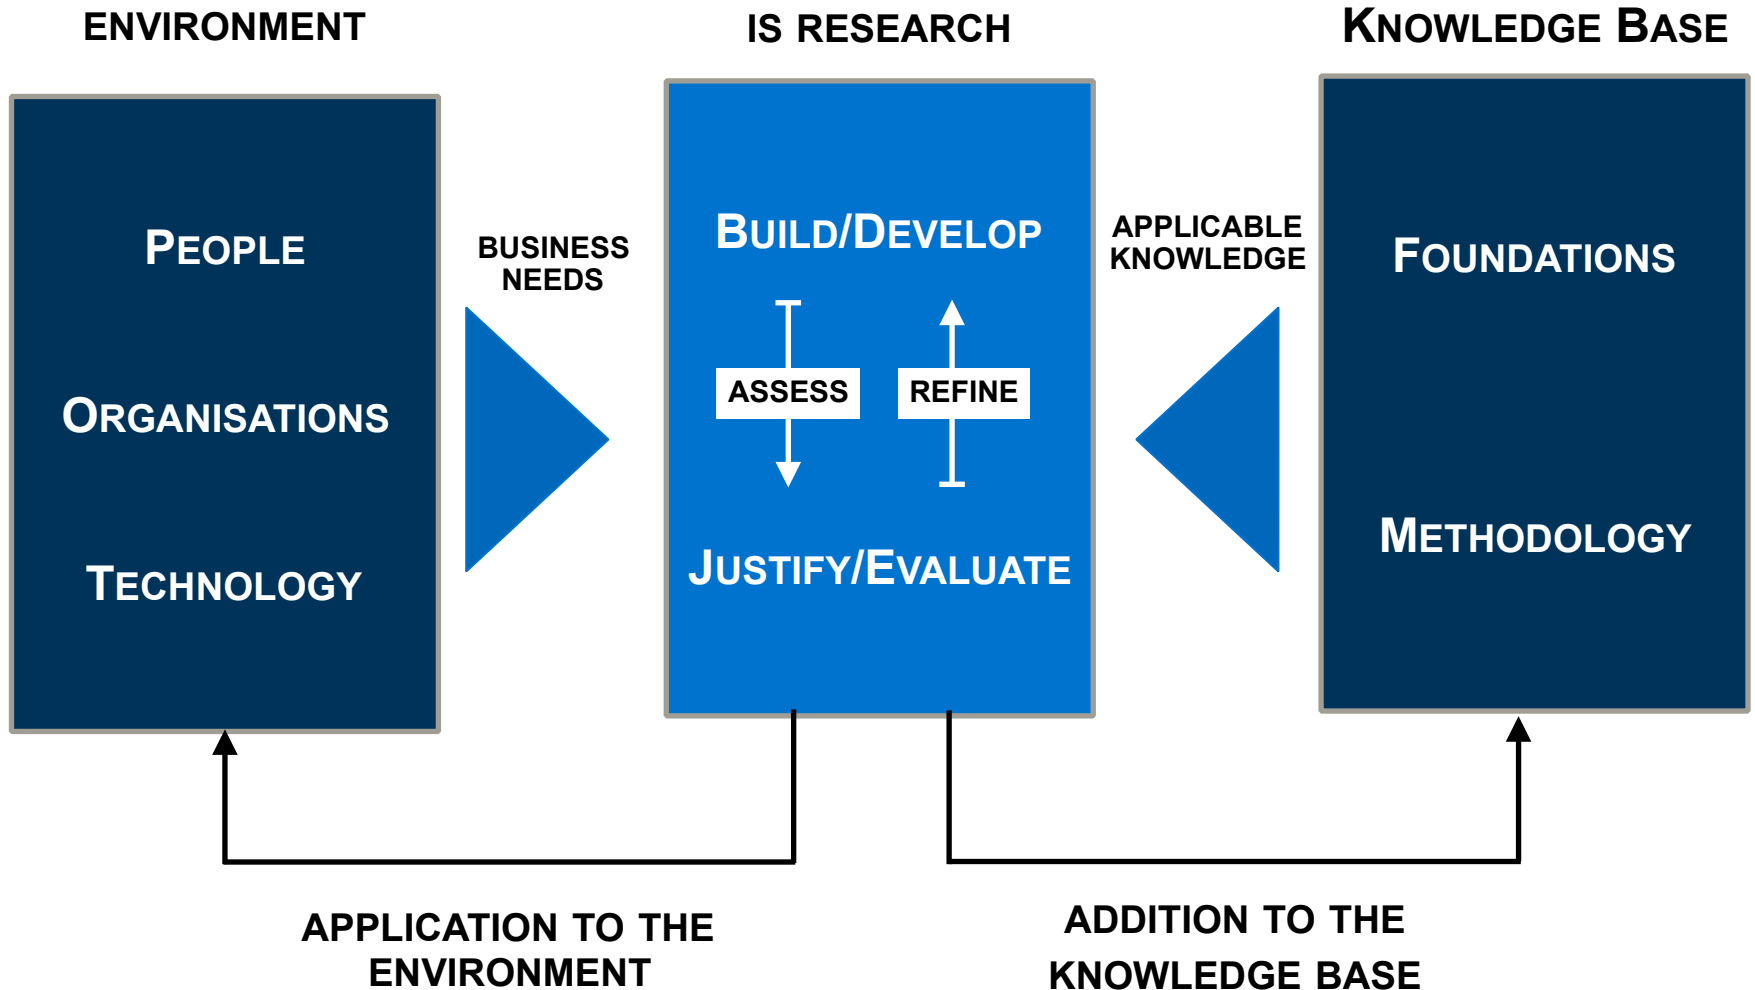 ENVIRONMENT
IS RESEARCH
KNOWLEDGE BASE
PEOPLE
ORGANISATIONS
TECHNOLOGY
BUSINESS
NEEDS
BUILD/DEVELOP
ASSESS
REFINE
JUSTIFY/EVALUATE
APPLICABLE
KNOWLEDGE
FOUNDATIONS
METHODOLOGY
APPLICATION TO THE
ENVIRONMENT
ADDITION TO THE
KNOWLEDGE BASE